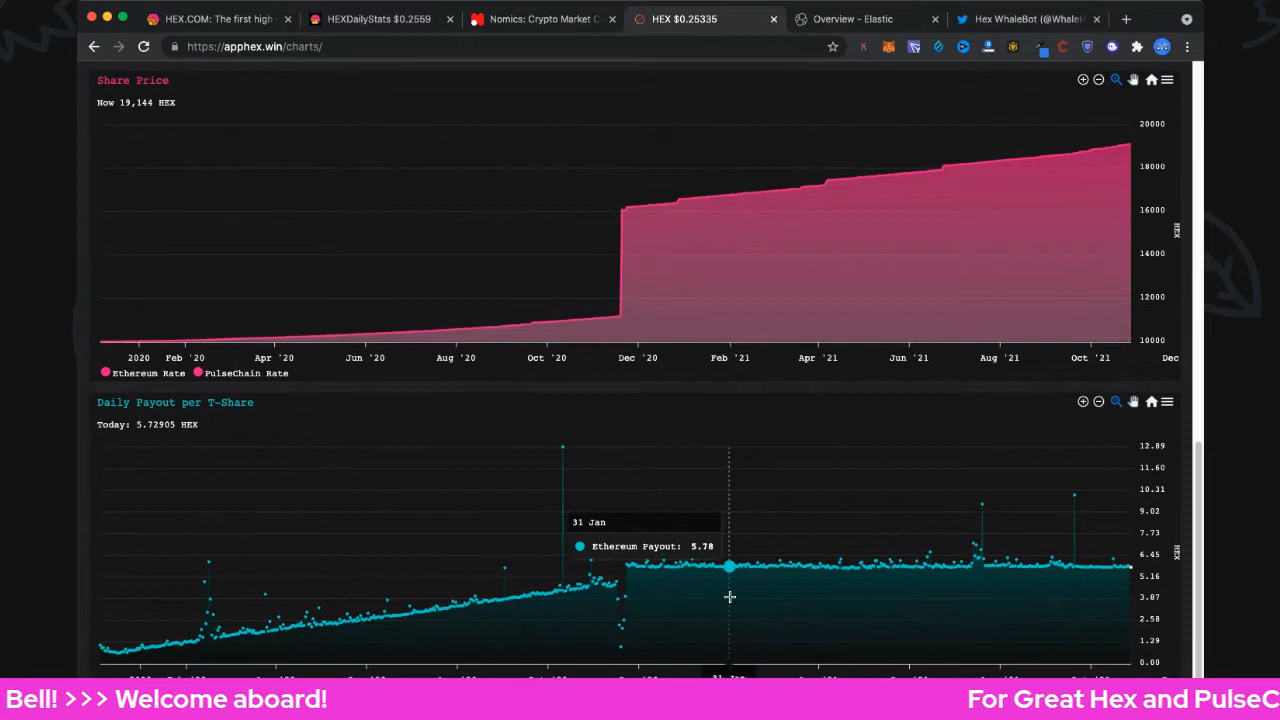 HEX.COM: The first high
HEXDailyStats $0.2559
Nomics: Crypto Market C
HEX $0.25335
Overview - Elastic
Hex WhaleBot (@WhaleH
https://apphex.win/charts/
Share Price
Now 19,144 HEX
20000
18000
16000
14000
12000
10000
HEX
2020 Feb '20 Apr '20 Jun '20 Aug '20 Oct '20 Dec '20 Feb '21 Apr '21 Jun '21 Aug '21 Oct '21 Dec
Ethereum Rate PulseChain Rate
Daily Payout per T-Share
Today: 5.72905 HEX
12.89
11.60
10.31
9.02
7.73
6.45
5.16
3.87
2.58
1.29
0.00
HEX
31 Jan
Ethereum Payout: 5.78
31 Jan
Bell! >>> Welcome aboard!
For Great Hex and PulseC